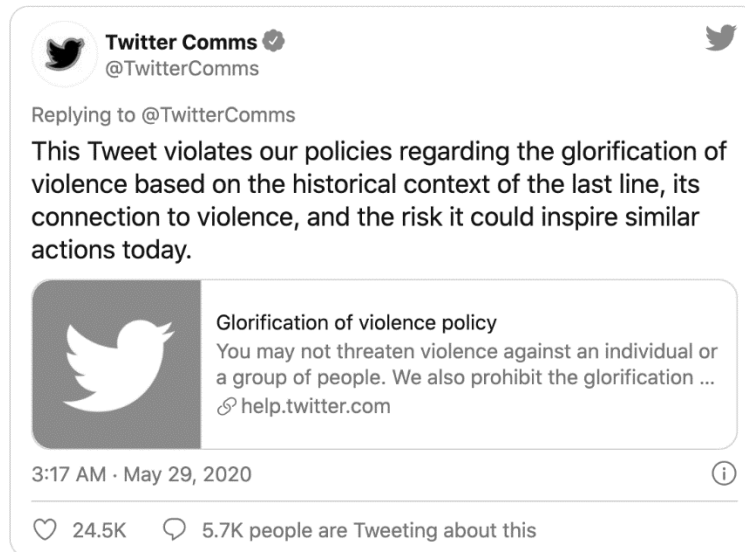 Twitter Comms
@TwitterComms
Replying to @TwitterComms
This Tweet violates our policies regarding the glorification of
violence based on the historical context of the last line, its
connection to violence, and the risk it could inspire similar
actions today.
Glorification of violence policy
You may not threaten violence against an individual or
a group of people. We also prohibit the glorification ...
help.twitter.com
3:17 AM · May 29, 2020
24.5K 5.7K people are Tweeting about this